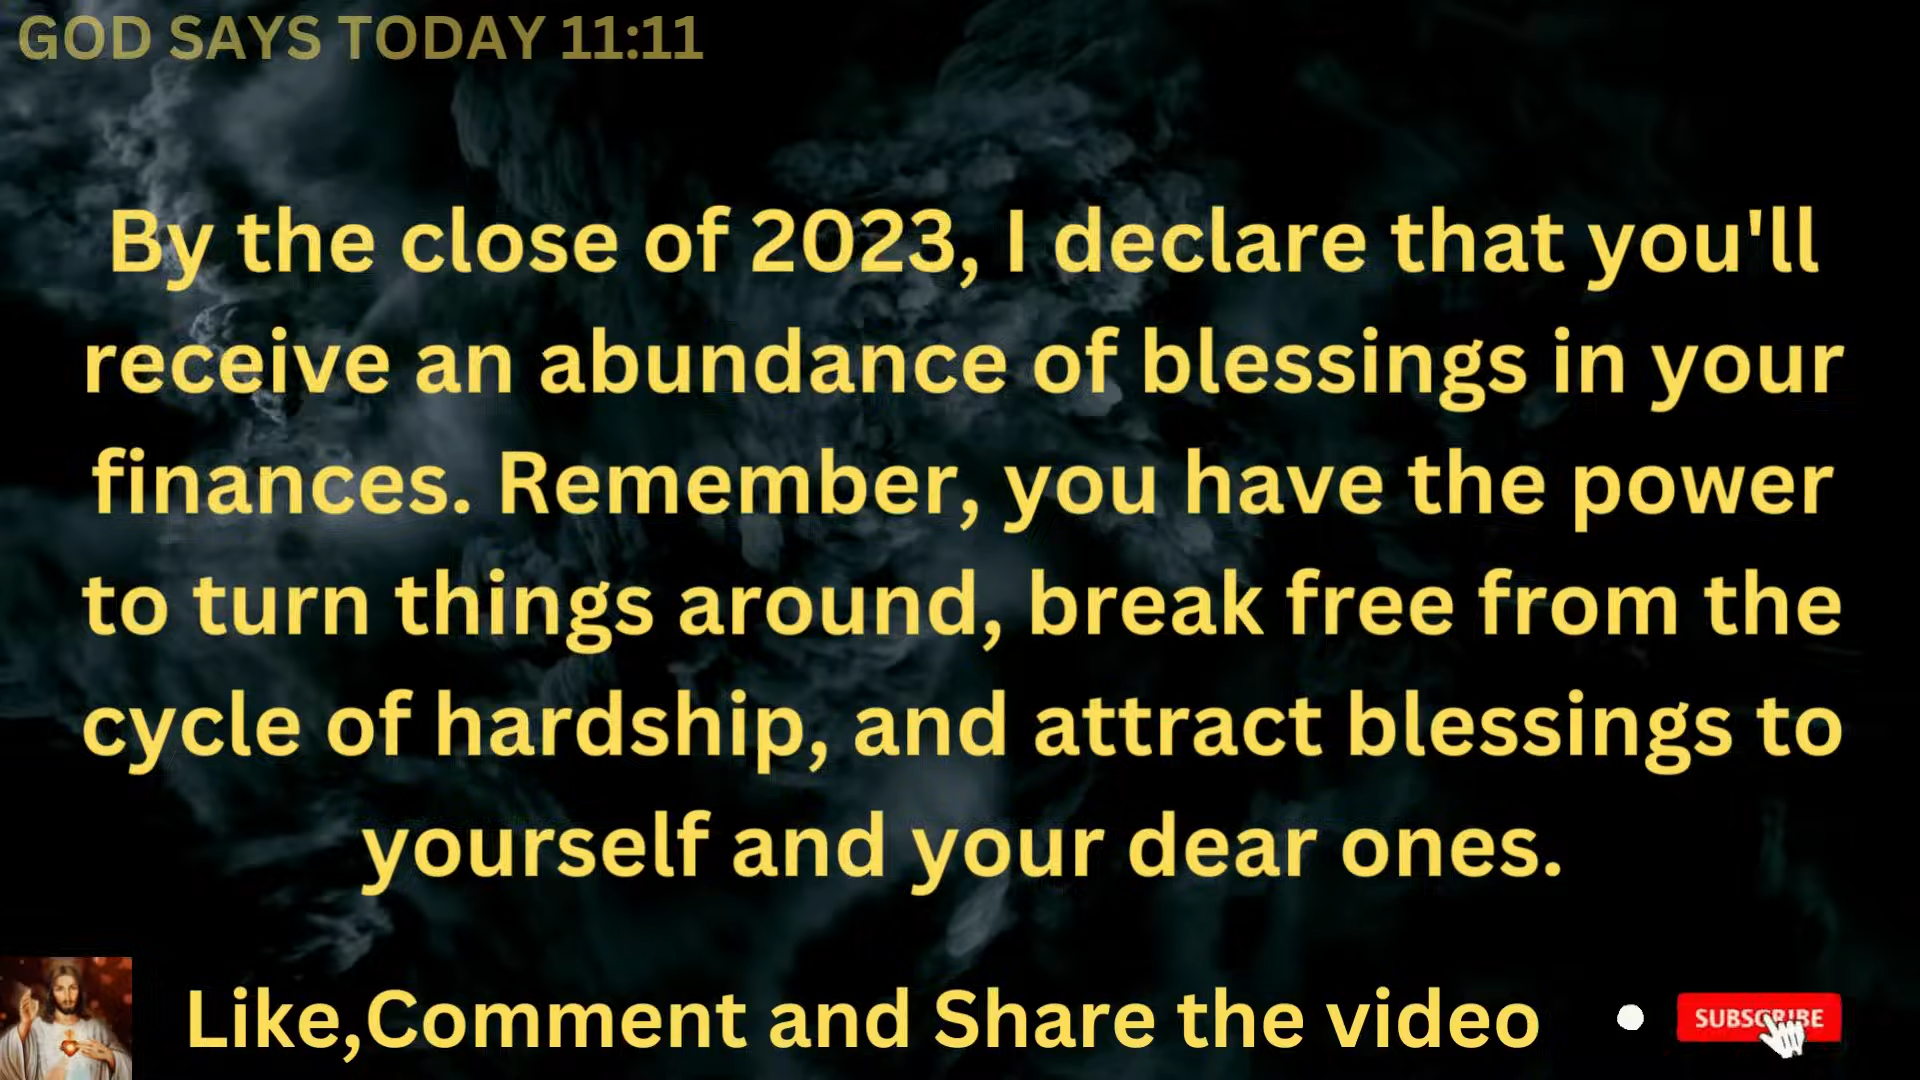 GOD SAYS TODAY 11:11
By the close of 2023, I declare that you'll
receive an abundance of blessings in your
finances. Remember, you have the power
to turn things around, break free from the
cycle of hardship, and attract blessings to
yourself and your dear ones.
Like,Comment and Share the video
SUBSCRIBE